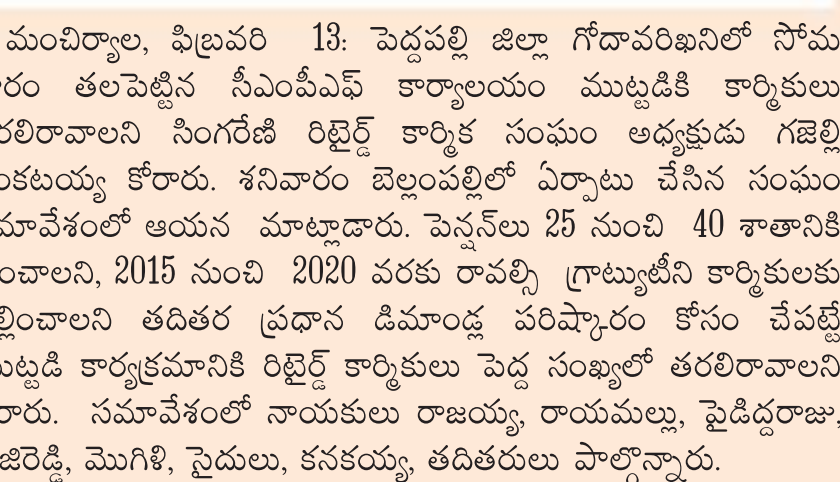 మంచిర్యాల, ఫిబ్రవరి 13: పెద్దపల్లి జిల్లా గోదావరిఖనిలో సోమ
రం తలపెట్టిన సీఎంపీఎఫ్ కార్యాలయం ముట్టడికి కార్మికులు
రలిరావాలని సింగరేణి రిటైర్డ్ కార్మిక సంఘం అధ్యక్షుడు గజెల్లి
ంకటయ్య కోరారు. శనివారం బెల్లంపల్లిలో ఏర్పాటు చేసిన సంఘం
మావేశంలో ఆయన మాట్లాడారు. పెన్షన్‌లు 25 నుంచి 40 శాతానికి
ంచాలని, 2015 నుంచి 2020 వరకు రావల్సి గ్రాట్యుటీని కార్మికులకు
ల్లించాలని తదితర ప్రధాన డిమాండ్ల పరిష్కారం కోసం చేపట్టే
ుట్టడి కార్యక్రమానికి రిటైర్డ్ కార్మికులు పెద్ద సంఖ్యలో తరలిరావాలని
రారు. సమావేశంలో నాయకులు రాజయ్య, రాయమల్లు, పైడిద్దరాజు,
జిరెడ్డి, మొగిళి, సైదులు, కనకయ్య, తదితరులు పాల్గొన్నారు.